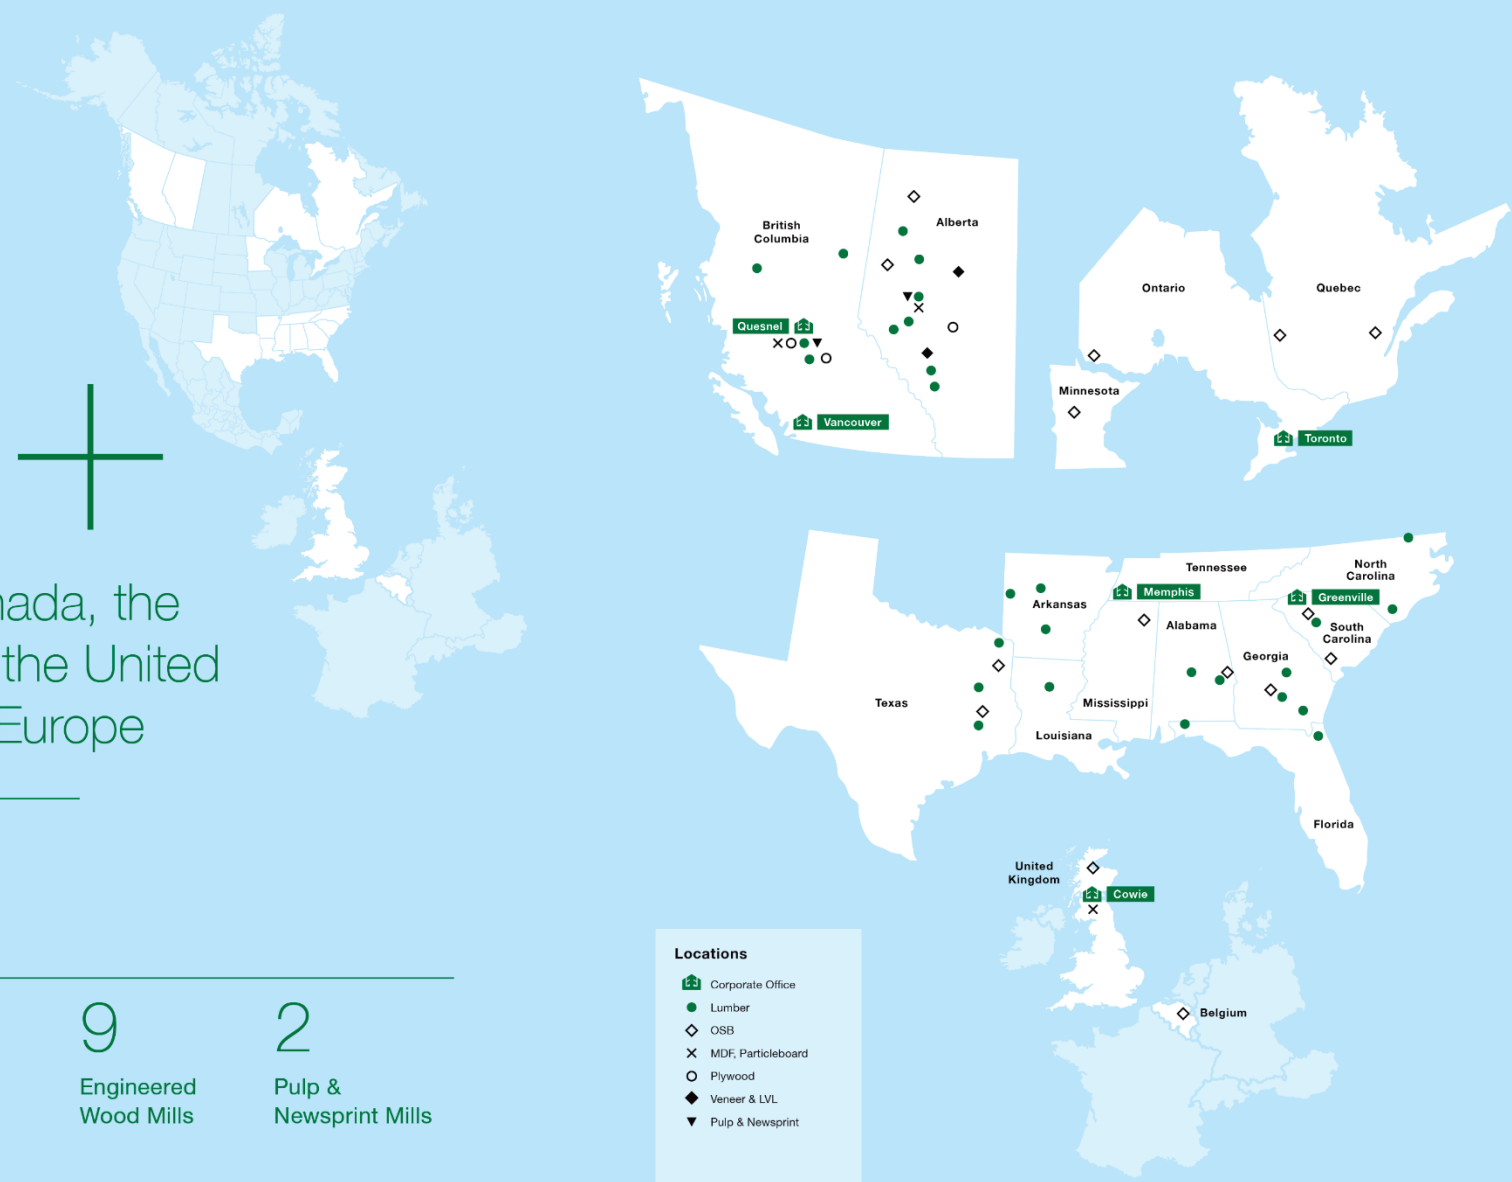 British
Columbia
Alberta
Quesnel
Vancouver
Ontario
Quebec
Minnesota
Toronto
nada, the
the United
Europe
Tennessee
North
Carolina
Memphis
Greenville
Arkansas
Alabama
South
Carolina
Georgia
Texas
Mississippi
Louisiana
Florida
United
Kingdom
Cowie
Belgium
9
Engineered
Wood Mills
2
Pulp &
Newsprint Mills
Locations
Corporate Office
Lumber
OSB
MDF, Particleboard
Plywood
Veneer & LVL
Pulp & Newsprint